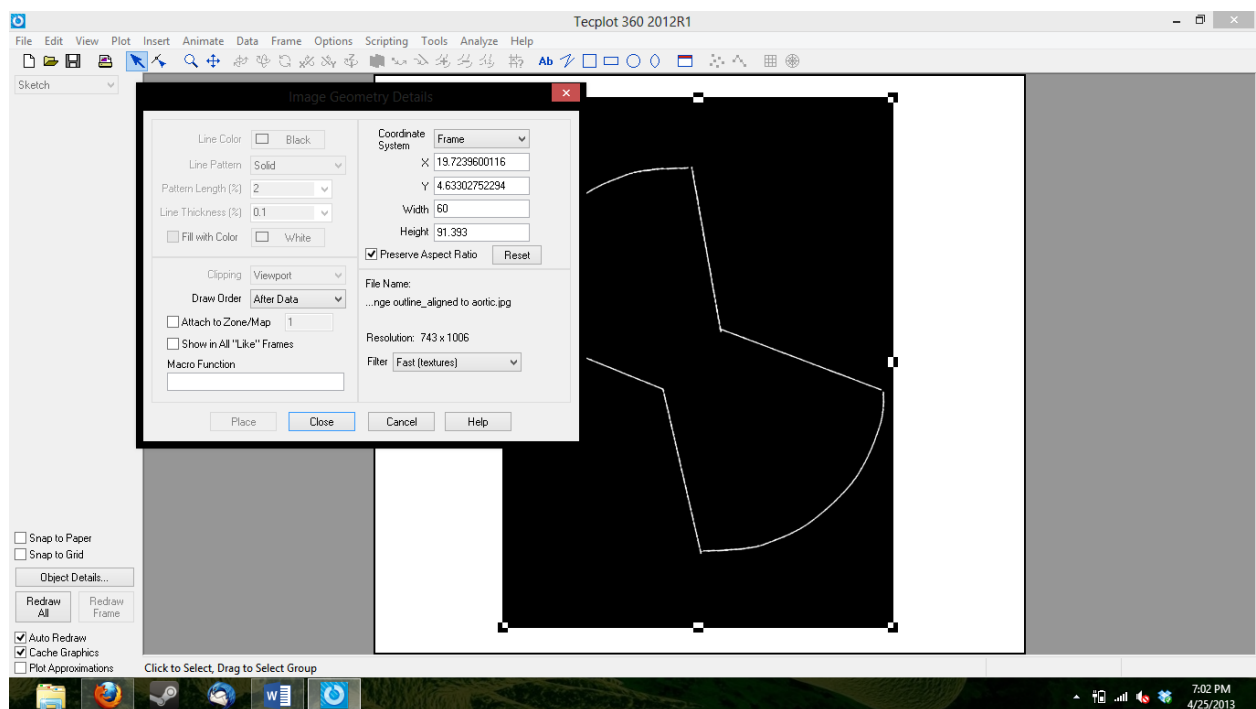 Tecplot 360 2012R1
File Edit View Plot Insert Animate Data Frame Options Scripting Tools Analyze Help
Ab
Sketch
Image Geometry Details
Line Color Black
Line Pattern Solid
Pattern Length (%) 2
Line Thickness (%) 0.1
Fill with Color White
Clipping Viewport
Draw Order After Data
Attach to Zone/Map 1
Show in All "Like" Frames
Macro Function
Coordinate System Frame
X 19.7239600116
Y 4.63302752294
Width 60
Height 91.393
Preserve Aspect Ratio Reset
File Name:
...nge outline_aligned to aortic.jpg
Resolution: 743 x 1006
Filter Fast (textures)
Place Close Cancel Help
Snap to Paper
Snap to Grid
Object Details...
Redraw All Redraw Frame
Auto Redraw
Cache Graphics
Plot Approximations
Click to Select, Drag to Select Group
7:02 PM
4/25/2013